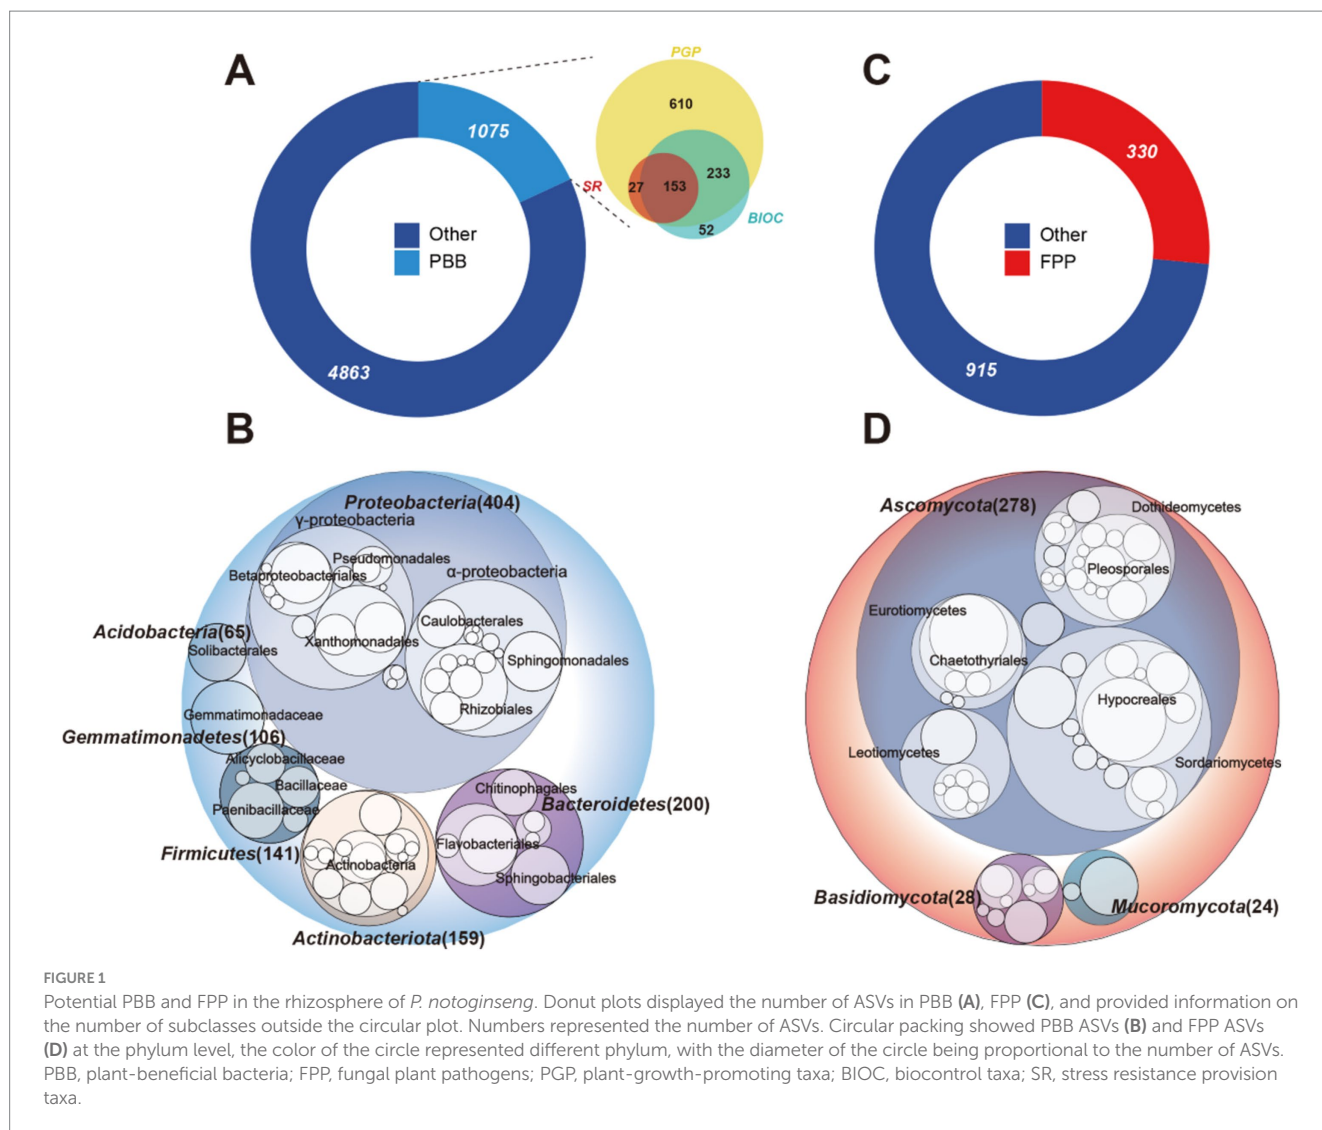 A
PGP
610
1075
SR
27
153
233
BIOC
52
Other
PBB
4863
C
330
Other
FPP
915
B
Proteobacteria(404)
γ-proteobacteria
Pseudomonadales
Betaproteobacteriales
α-proteobacteria
Caulobacterales
Acidobacteria(65)
Xanthomonadales
Solibacterales
Sphingomonadales
Rhizobiales
Gemmatimonadaceae
Gemmatimonadetes(106)
Alicyclobacillaceae
Bacillaceae
Chitinophagales
Paenibacillaceae
Bacteroidetes(200)
Flavobacteriales
Firmicutes(141)
Actinobacteria
Sphingobacteriales
Actinobacteriota(159)
D
Ascomycota(278)
Dothideomycetes
Pleosporales
Eurotiomycetes
Chaetothyriales
Hypocreales
Leotiomycetes
Sordariomycetes
Basidiomycota(28)
Mucoromycota(24)
FIGURE 1
Potential PBB and FPP in the rhizosphere of P. notoginseng. Donut plots displayed the number of ASVs in PBB (A), FPP (C), and provided information on
the number of subclasses outside the circular plot. Numbers represented the number of ASVs. Circular packing showed PBB ASVs (B) and FPP ASVs
(D) at the phylum level, the color of the circle represented different phylum, with the diameter of the circle being proportional to the number of ASVs.
PBB, plant-beneficial bacteria; FPP, fungal plant pathogens; PGP, plant-growth-promoting taxa; BIOC, biocontrol taxa; SR, stress resistance provision
taxa.